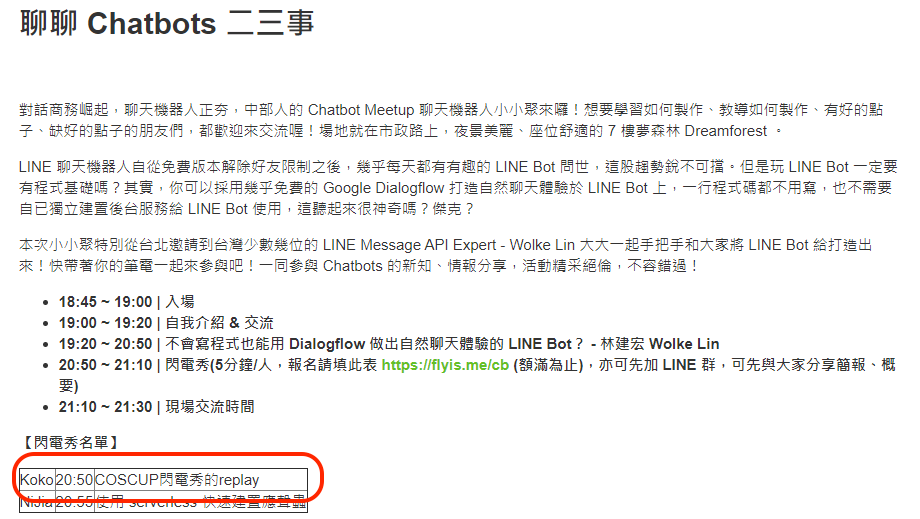 聊聊 Chatbots 二三事
對話商務崛起，聊天機器人正夯，中部人的 Chatbot Meetup 聊天機器人小小聚來囉！想要學習如何製作、教導如何製作、有好的點
子、缺好的點子的朋友們，都歡迎來交流喔！場地就在市政路上，夜景美麗、座位舒適的 7 樓夢森林 Dreamforest 。
LINE 聊天機器人自從免費版本解除好友限制之後，幾乎每天都有有趣的 LINE Bot 問世，這股趨勢銳不可擋。但是玩 LINE Bot 一定要
有程式基礎嗎？其實，你可以採用幾乎免費的 Google Dialogflow 打造自然聊天體驗於 LINE Bot 上，一行程式碼都不用寫，也不需要
自已獨立建置後台服務給 LINE Bot 使用，這聽起來很神奇嗎？傑克？
本次小小聚特別從台北邀請到台灣少數幾位的 LINE Message API Expert - Wolke Lin 大大一起手把手和大家將 LINE Bot 給打造出
來！快帶著你的筆電一起來參與吧！一同參與 Chatbots 的新知、情報分享，活動精采絕倫，不容錯過！
• 18:45 ~ 19:00 | 入場
• 19:00 ~ 19:20 | 自我介紹 & 交流
• 19:20 ~ 20:50 | 不會寫程式也能用 Dialogflow 做出自然聊天體驗的 LINE Bot？ - 林建宏 Wolke Lin
• 20:50 ~ 21:10 | 閃電秀(5分鐘/人，報名請填此表 https://flyis.me/cb (額滿為止)，亦可先加 LINE 群，可先與大家分享簡報、概
要)
• 21:10 ~ 21:30 | 現場交流時間
【閃電秀名單】
Koko 20:50 COSCUP閃電秀的replay
NiJia 20:55 使用 serverless 快速建置應聲蟲